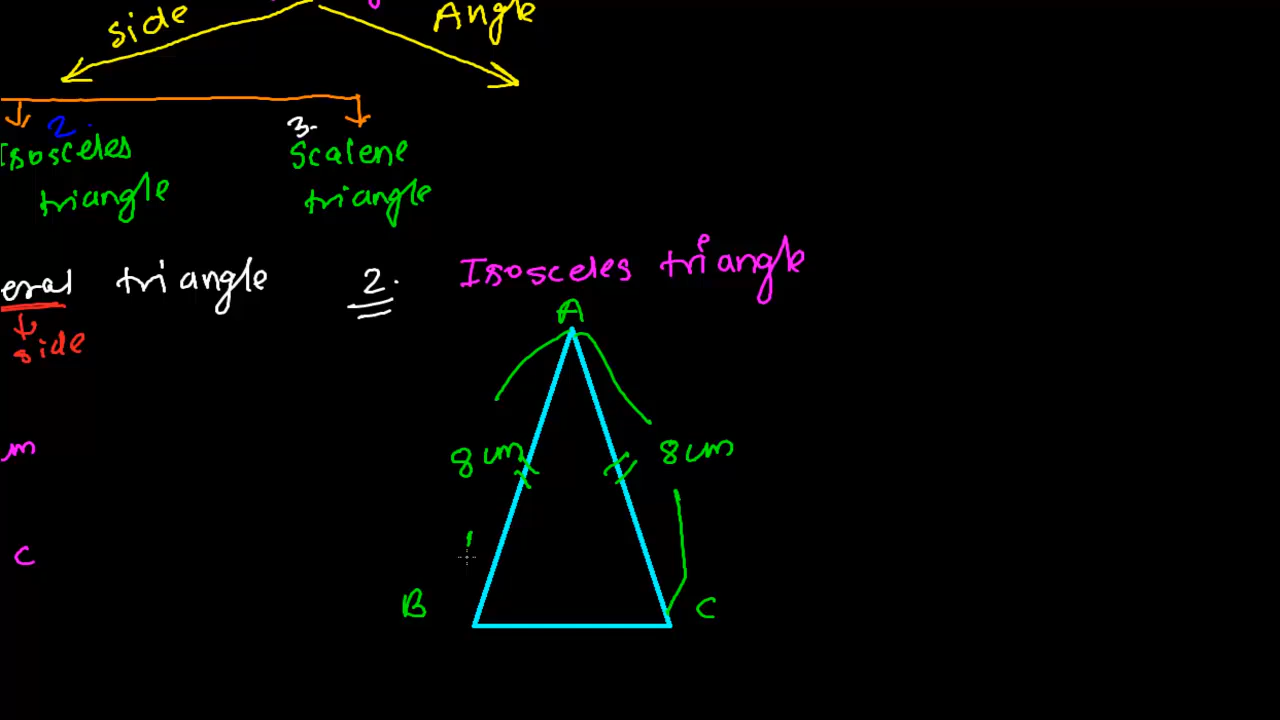 side
Angle
2.
3.
Isosceles
triangle
Scalene
triangle
eral triangle
side
2. Isosceles triangle
A
8 cm
8 cm
m
C
B
C